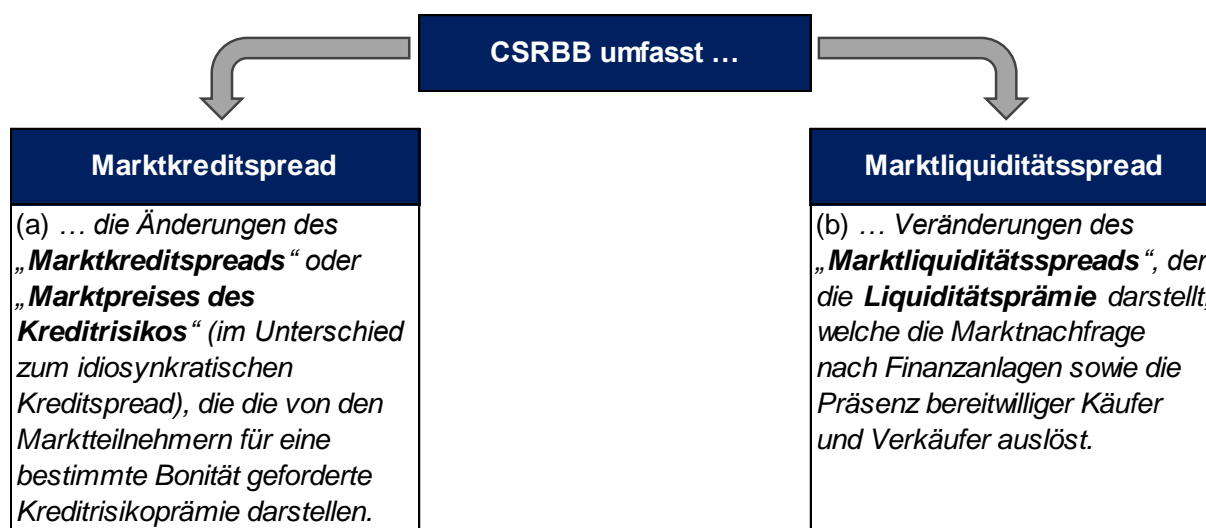 CSRBB umfasst …
Marktkreditspread
(a) … die Änderungen des
„Marktkreditspreads“ oder
„Marktpreises des
Kreditrisikos“ (im Unterschied
zum idiosynkratischen
Kreditspread), die die von den
Marktteilnehmern für eine
bestimmte Bonität geforderte
Kreditrisikoprämie darstellen.
Marktliquiditätsspread
(b) … Veränderungen des
„Marktliquiditätsspreads“, der
die Liquiditätsprämie darstellt,
welche die Marktnachfrage
nach Finanzanlagen sowie die
Präsenz bereitwilliger Käufer
und Verkäufer auslöst.